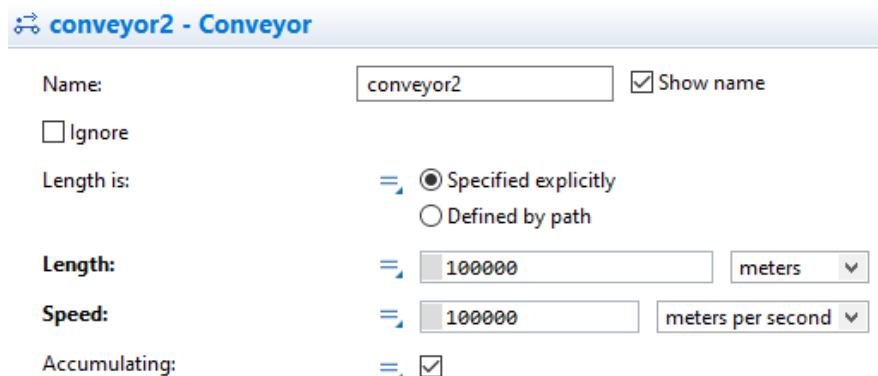 conveyor2 - Conveyor
Name: conveyor2 Show name
Ignore
Length is: Specified explicitly
Defined by path
Length: 100000 meters
Speed: 100000 meters per second
Accumulating: